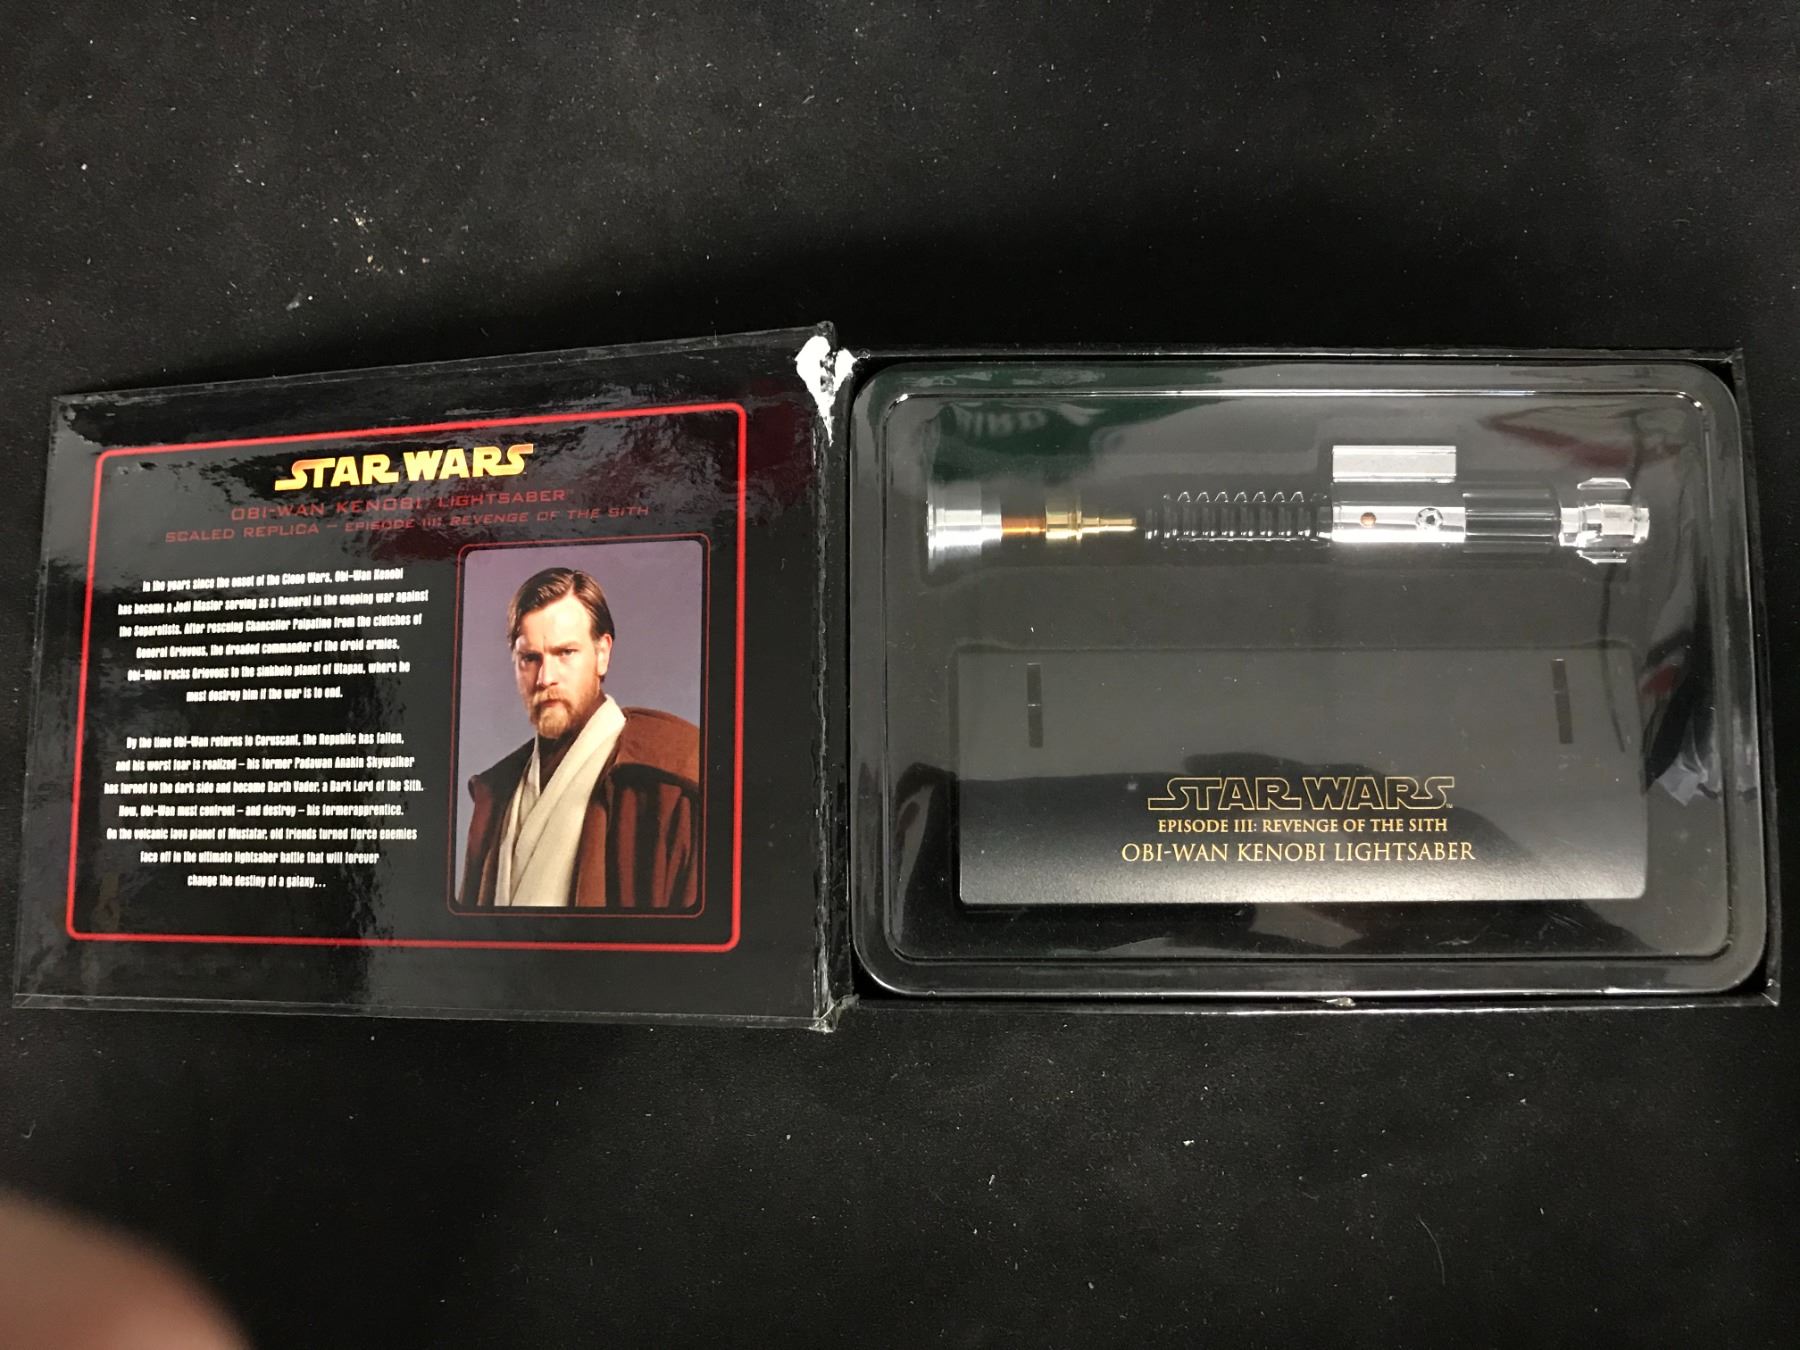 STAR WARS
OBI-WAN KENOBI LIGHTSABER
SCALED REPLICA – EPISODE III: REVENGE OF THE SITH
In the years since the onset of the Clone Wars, Obi-Wan Kenobi
has become a Jedi Master serving as a General in the ongoing war against
the Separatists. After rescuing Chancellor Palpatine from the clutches of
General Grievous, the dreaded commander of the droid armies,
Obi-Wan tracks Grievous to the sinkhole planet of Utapau, where he
must destroy him if the war is to end.
By the time Obi-Wan returns to Coruscant, the Republic has fallen,
and his worst fear is realized – his former Padawan Anakin Skywalker
has turned to the dark side and become Darth Vader, a Dark Lord of the Sith.
Now, Obi-Wan must confront – and destroy – his formerapprentice.
On the volcanic lava planet of Mustafar, old friends turned fierce enemies
face off in the ultimate lightsaber battle that will forever
change the destiny of a galaxy...
STAR WARS
EPISODE III: REVENGE OF THE SITH
OBI-WAN KENOBI LIGHTSABER